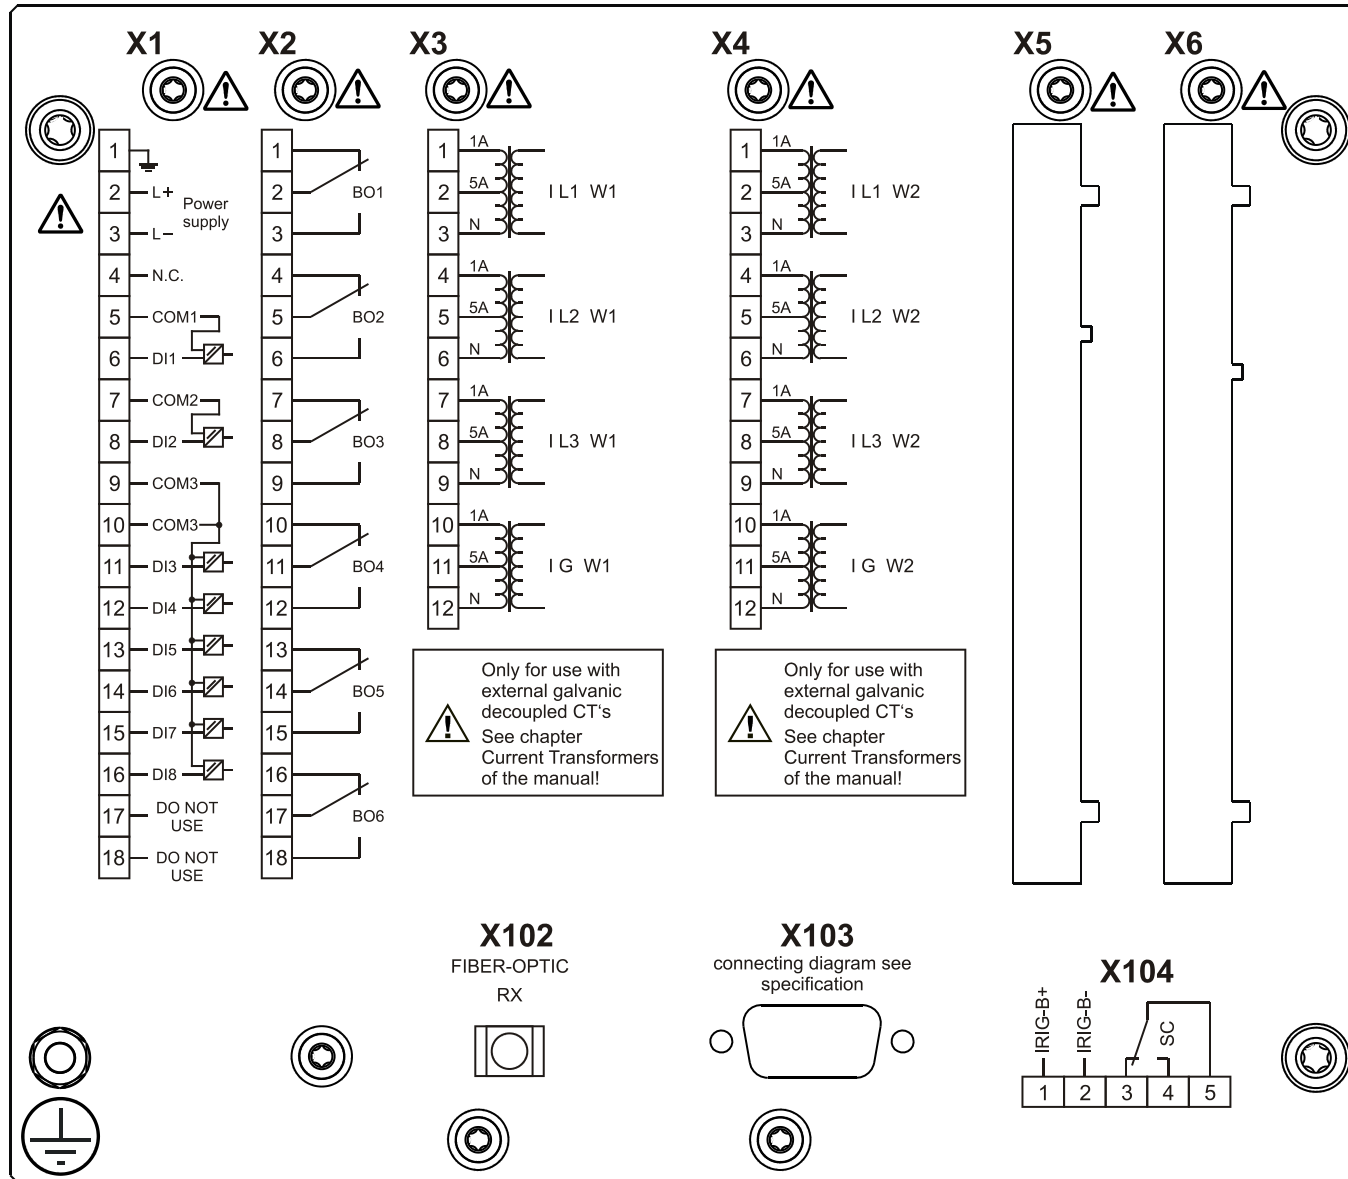 X1
X2
X3
X4
X5
X6
1
2 L+ Power
supply
3 L-
4 N.C.
5 COM1
6 DI1
7 COM2
8 DI2
9 COM3
10 COM3
11 DI3
12 DI4
13 DI5
14 DI6
15 DI7
16 DI8
17 DO NOT
USE
18 DO NOT
USE
1
2 BO1
3
4
5 BO2
6
7
8 BO3
9
10
11 BO4
12
13
14 BO5
15
16
17 BO6
18
1 1A
2 5A I L1 W1
3 N
4 1A
5 5A I L2 W1
6 N
7 1A
8 5A I L3 W1
9 N
10 1A
11 5A I G W1
12 N
Only for use with
external galvanic
decoupled CT‘s
See chapter
Current Transformers
of the manual!
1 1A
2 5A I L1 W2
3 N
4 1A
5 5A I L2 W2
6 N
7 1A
8 5A I L3 W2
9 N
10 1A
11 5A I G W2
12 N
Only for use with
external galvanic
decoupled CT‘s
See chapter
Current Transformers
of the manual!
X102
FIBER-OPTIC
RX
X103
connecting diagram see
specification
X104
IRIG-B+
IRIG-B-
SC
1 2 3 4 5